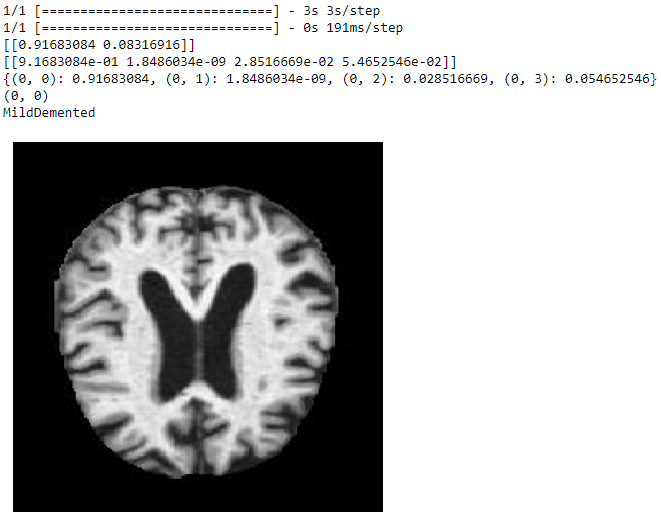 1/1 [==============================] - 3s 3s/step
1/1 [==============================] - 0s 191ms/step
[[0.91683084 0.08316916]]
[[9.1683084e-01 1.8486034e-09 2.8516669e-02 5.4652546e-02]]
{(0, 0): 0.91683084, (0, 1): 1.8486034e-09, (0, 2): 0.028516669, (0, 3): 0.054652546}
(0, 0)
MildDemented